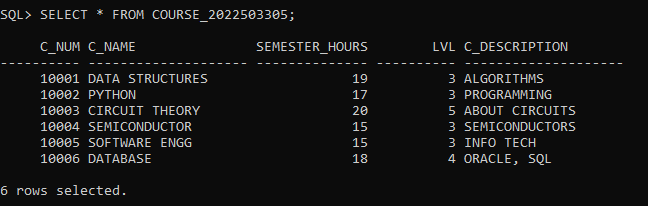 SQL> SELECT * FROM COURSE_2022503305;
C_NUM C_NAME SEMESTER_HOURS LVL C_DESCRIPTION
---------- -------------------- -------------- ---------- --------------------
10001 DATA STRUCTURES 19 3 ALGORITHMS
10002 PYTHON 17 3 PROGRAMMING
10003 CIRCUIT THEORY 20 5 ABOUT CIRCUITS
10004 SEMICONDUCTOR 15 3 SEMICONDUCTORS
10005 SOFTWARE ENGG 15 3 INFO TECH
10006 DATABASE 18 4 ORACLE, SQL
6 rows selected.